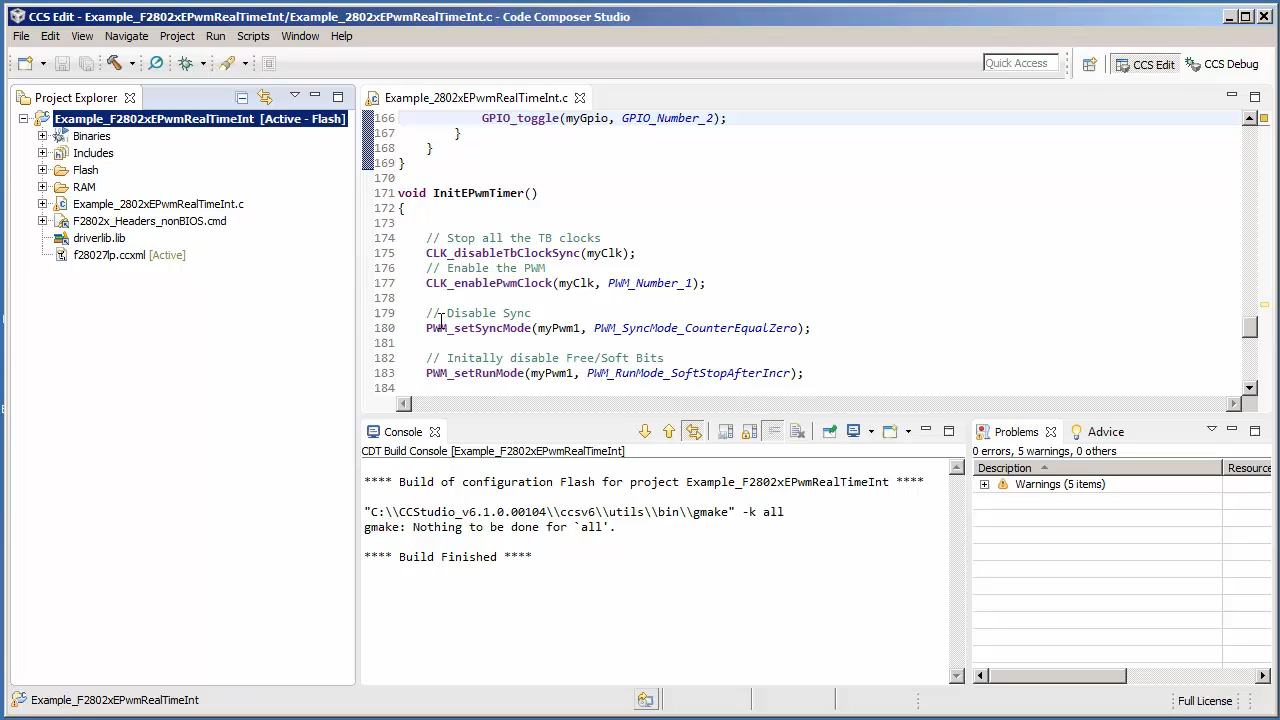 CCS Edit - Example_F2802xEPwmRealTimeInt/Example_2802xEPwmRealTimeInt.c - Code Composer Studio
File Edit View Navigate Project Run Scripts Window Help
Quick Access
CCS Edit
CCS Debug
Project Explorer
Example_F2802xEPwmRealTimeInt [Active - Flash]
Binaries
Includes
Flash
RAM
Example_2802xEPwmRealTimeInt.c
F2802x_Headers_nonBIOS.cmd
driverlib.lib
f28027lp.ccxml [Active]
Example_2802xEPwmRealTimeInt.c
166 GPIO_toggle(myGpio, GPIO_Number_2);
167 }
168 }
169 }
170
171 void InitEPwmTimer()
172 {
173
174 // Stop all the TB clocks
175 CLK_disableTbClockSync(myClk);
176 // Enable the PWM
177 CLK_enablePwmClock(myClk, PWM_Number_1);
178
179 // Disable Sync
180 PWM_setSyncMode(myPwm1, PWM_SyncMode_CounterEqualZero);
181
182 // Initally disable Free/Soft Bits
183 PWM_setRunMode(myPwm1, PWM_RunMode_SoftStopAfterIncr);
184
Console
CDT Build Console [Example_F2802xEPwmRealTimeInt]
**** Build of configuration Flash for project Example_F2802xEPwmRealTimeInt ****
"C:\\CCStudio_v6.1.0.00104\\ccsv6\\utils\\bin\\gmake" -k all
gmake: Nothing to be done for `all'.
**** Build Finished ****
Problems
Advice
0 errors, 5 warnings, 0 others
Description
Resource
Warnings (5 items)
Example_F2802xEPwmRealTimeInt
Full License